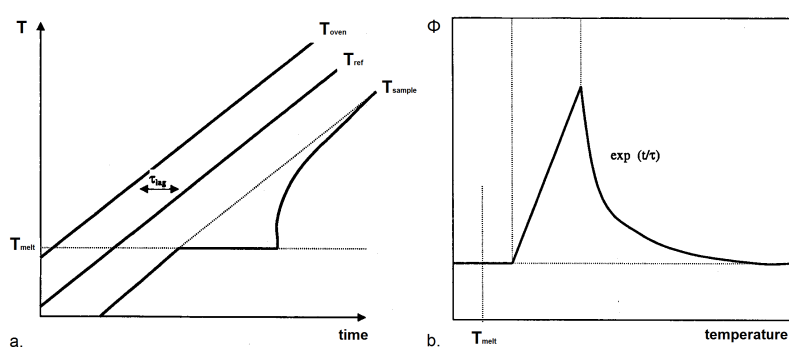 T
Toven
Tref
Tsample
τlag
Tmelt
time
a.
Φ
exp (t/τ)
Tmelt
temperature
b.